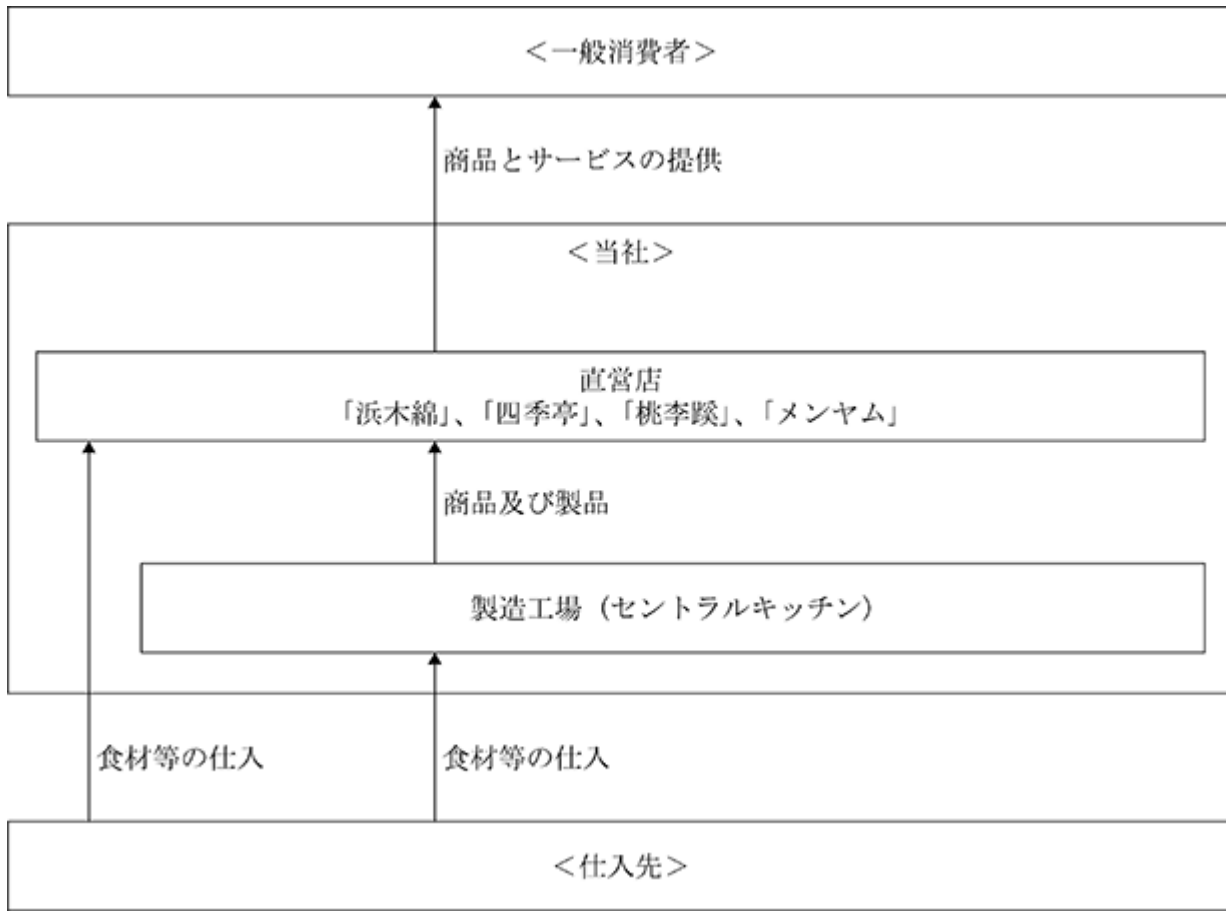 ＜一般消費者＞
商品とサービスの提供
＜当社＞
直営店
「浜木綿」、「四季亭」、「桃李蹊」、「メンヤム」
商品及び製品
製造工場（セントラルキッチン）
食材等の仕入
食材等の仕入
＜仕入先＞